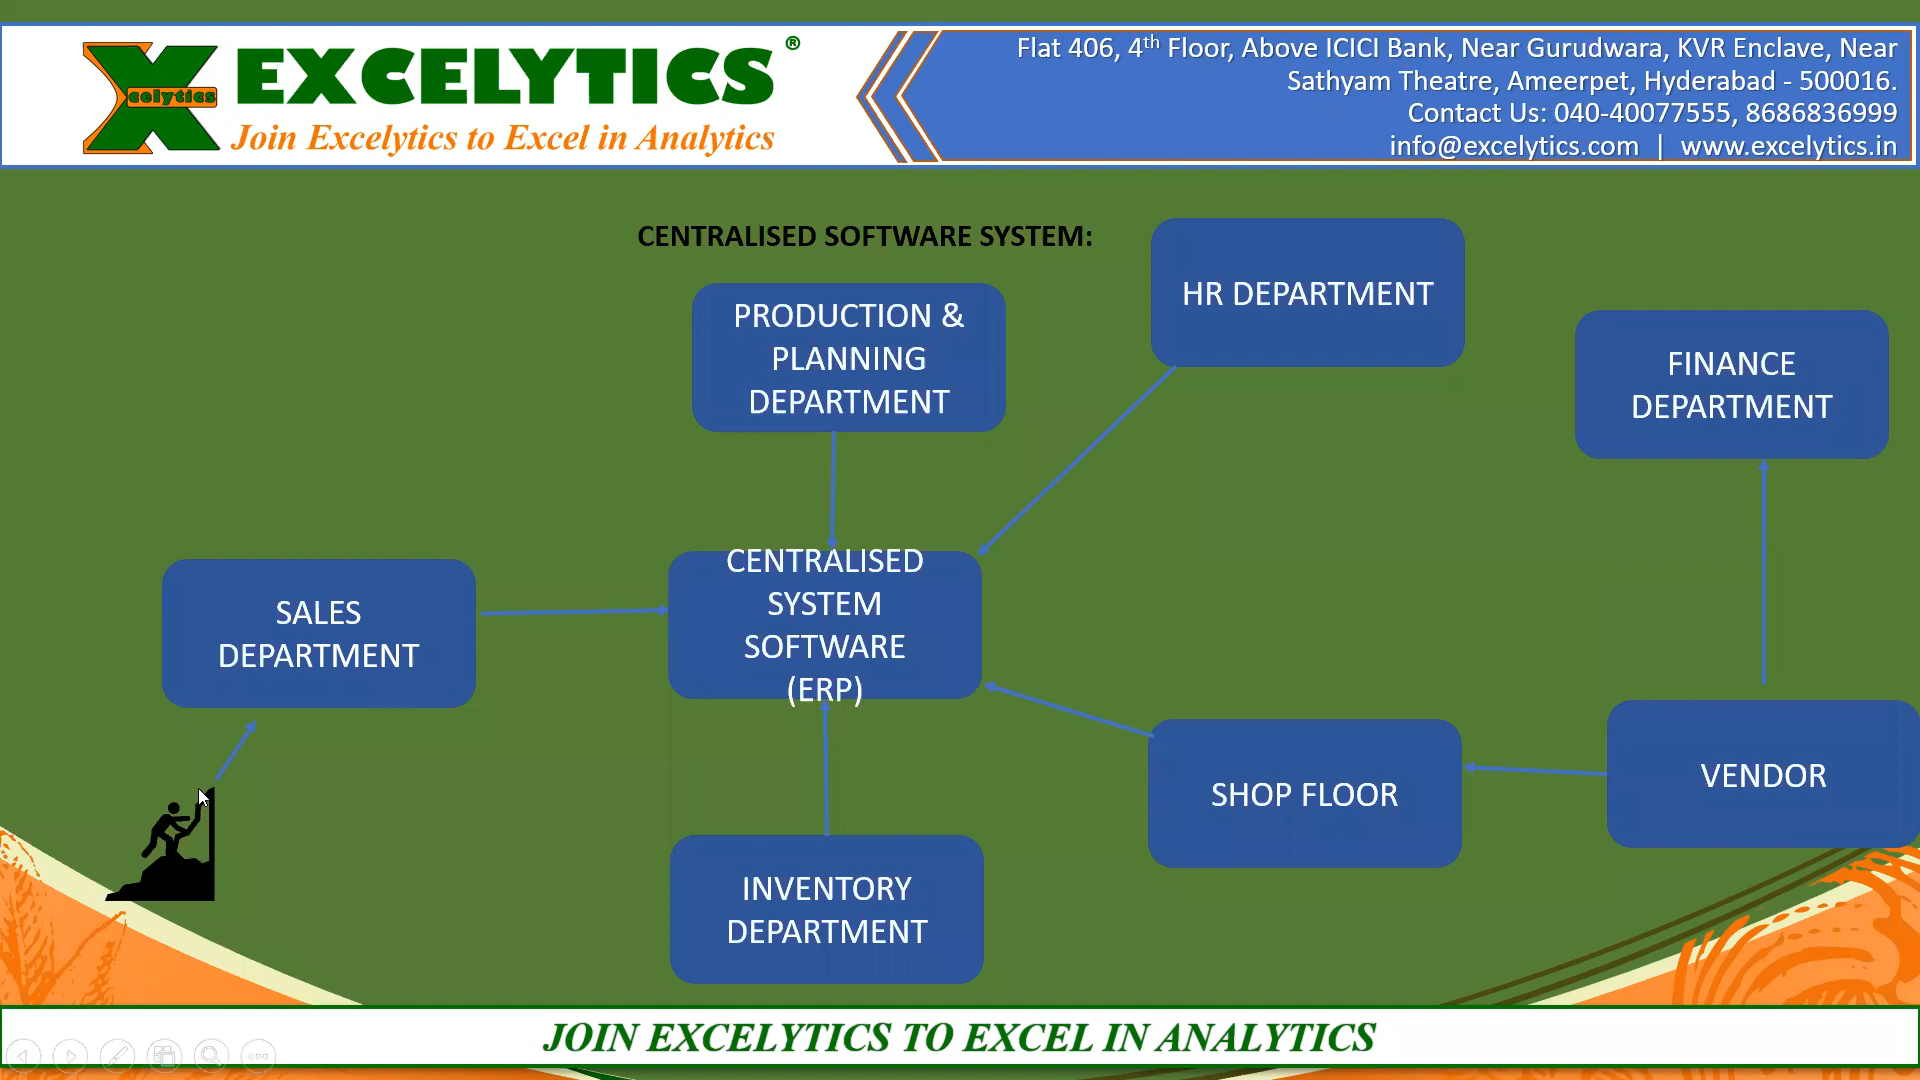 celytics
EXCELYTICS ®
Join Excelytics to Excel in Analytics
Flat 406, 4th Floor, Above ICICI Bank, Near Gurudwara, KVR Enclave, Near
Sathyam Theatre, Ameerpet, Hyderabad - 500016.
Contact Us: 040-40077555, 8686836999
info@excelytics.com | www.excelytics.in
CENTRALISED SOFTWARE SYSTEM:
PRODUCTION &
PLANNING
DEPARTMENT
HR DEPARTMENT
FINANCE
DEPARTMENT
SALES
DEPARTMENT
CENTRALISED
SYSTEM
SOFTWARE
(ERP)
SHOP FLOOR
VENDOR
INVENTORY
DEPARTMENT
JOIN EXCELYTICS TO EXCEL IN ANALYTICS